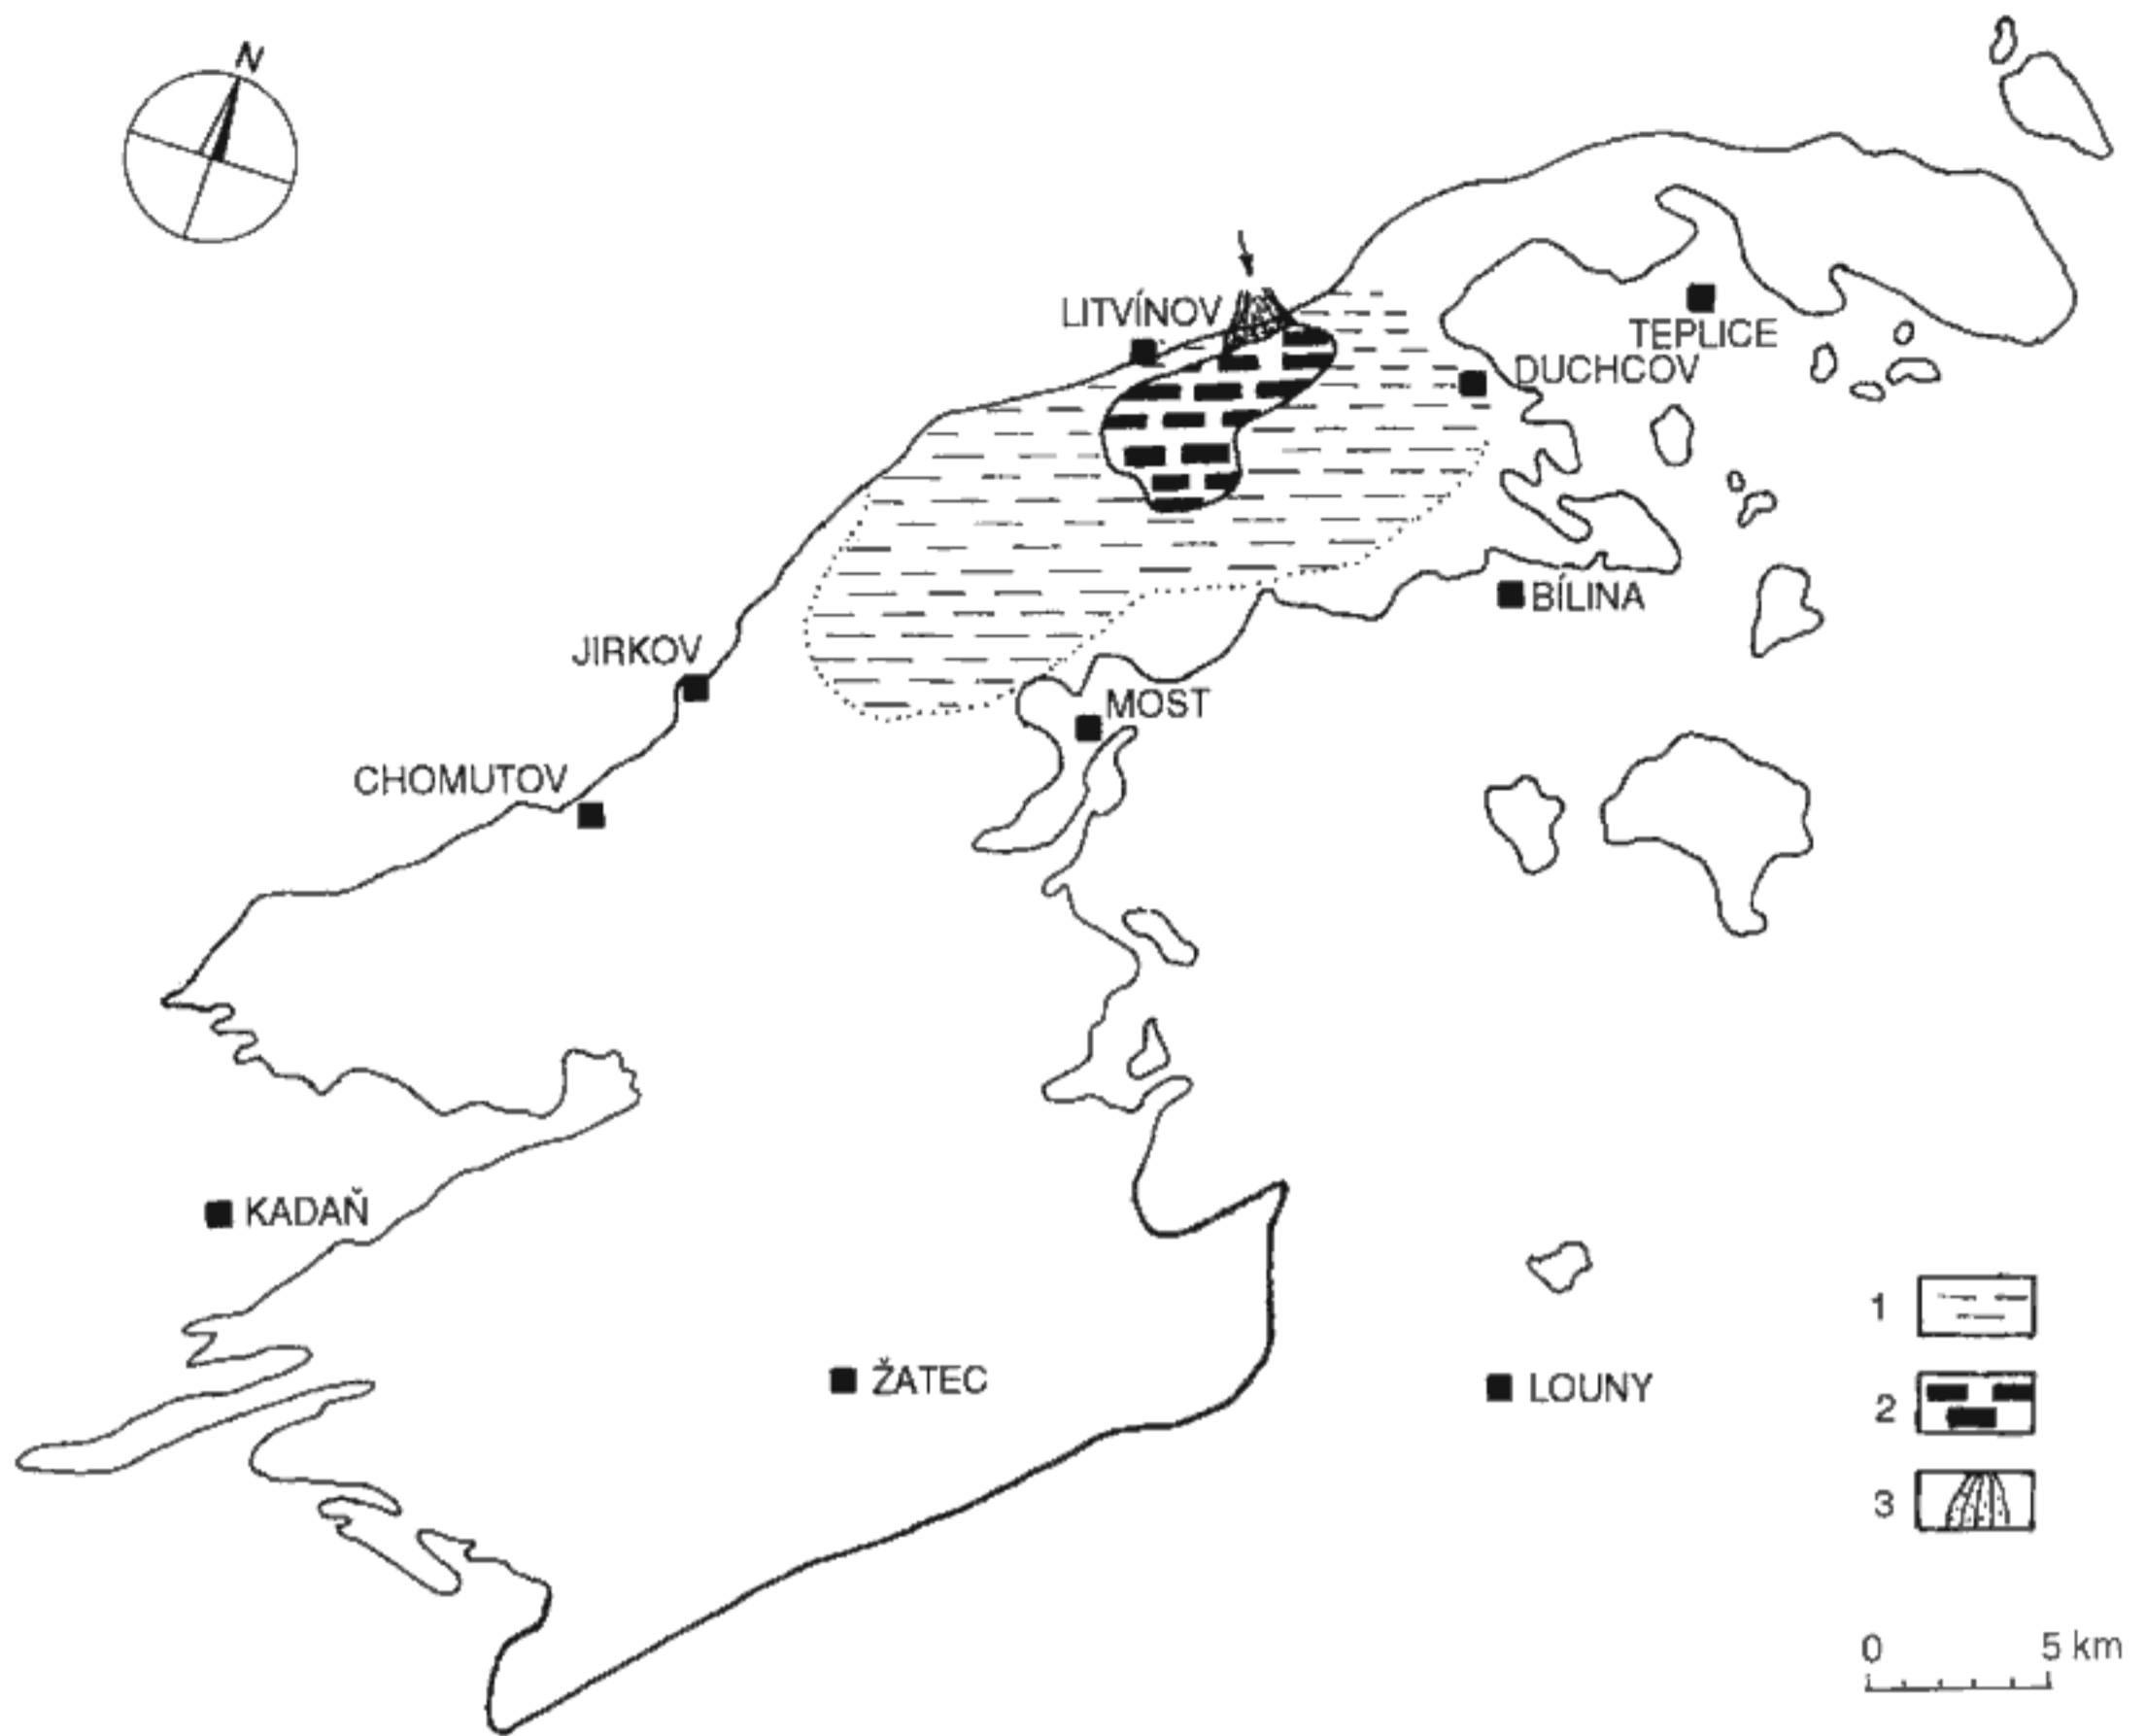 N
LITVÍNOV
TEPLICE
DUCHCOV
BÍLINA
JIRKOV
MOST
CHOMUTOV
KADAŇ
ŽATEC
LOUNY
1
2
3
0 5 km